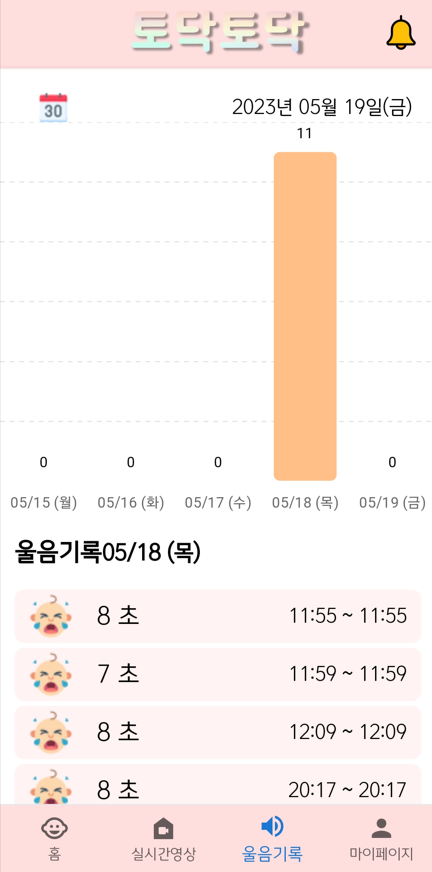 토닥토닥
30
2023년 05월 19일(금)
11
0
0
0
0
05/15 (월)
05/16 (화)
05/17 (수)
05/18 (목)
05/19 (금)
울음기록05/18 (목)
8 초 11:55 ~ 11:55
7 초 11:59 ~ 11:59
8 초 12:09 ~ 12:09
8 초 20:17 ~ 20:17
홈
실시간영상
울음기록
마이페이지